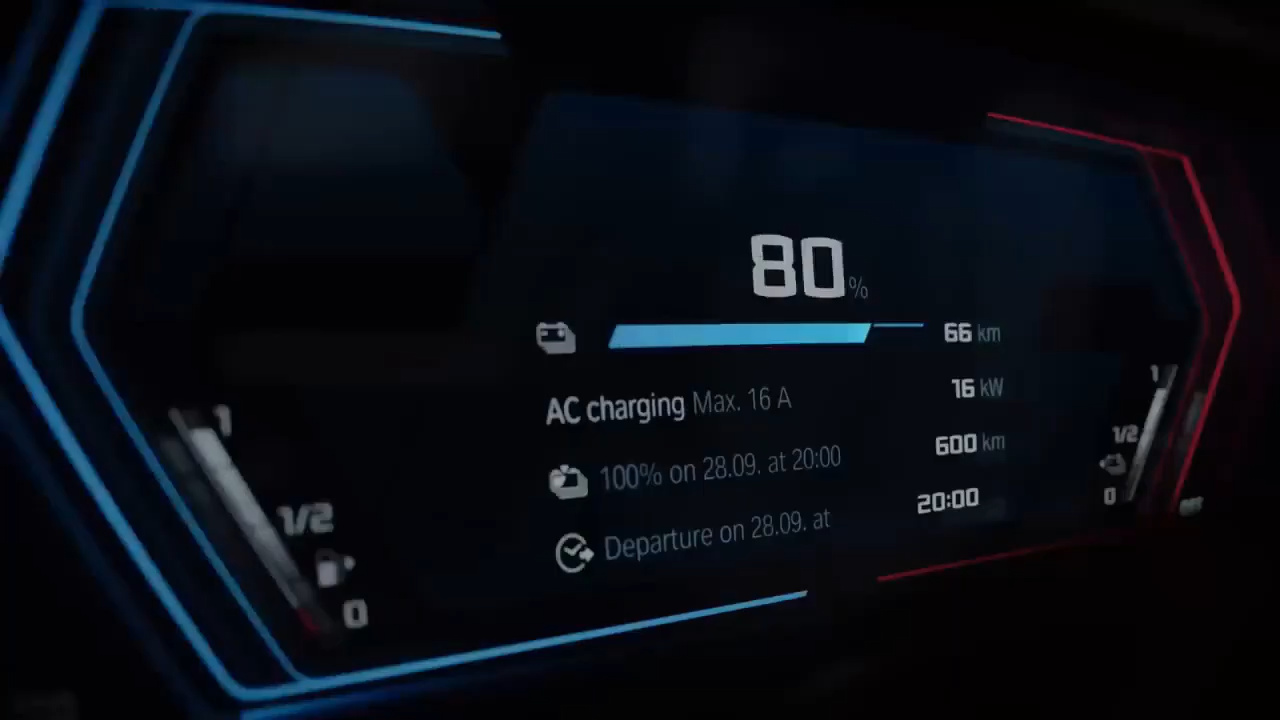 80%
66 km
AC charging Max. 16 A
16 kW
100% on 28.09. at 20:00
600 km
Departure on 28.09. at
20:00
1
1/2
0
1
1/2
0
OFF